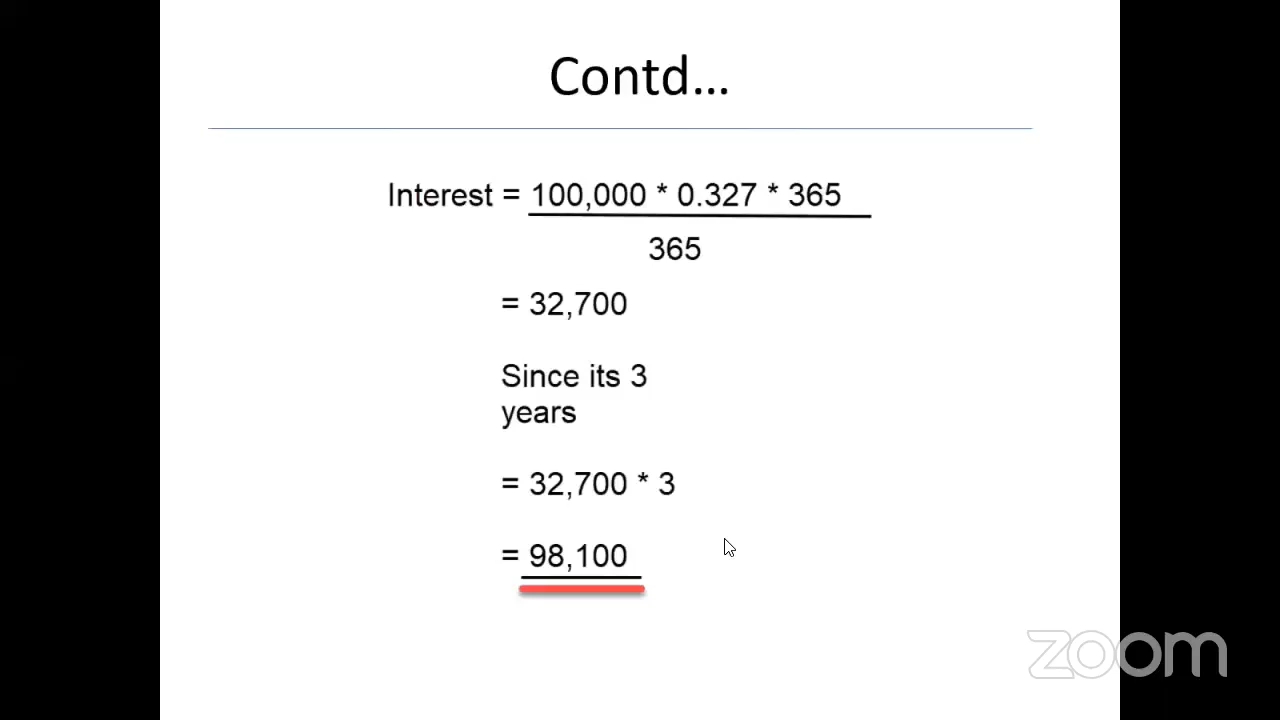 Contd...
Interest = 100,000 * 0.327 * 365
365
= 32,700
Since its 3
years
= 32,700 * 3
= 98,100
zoom